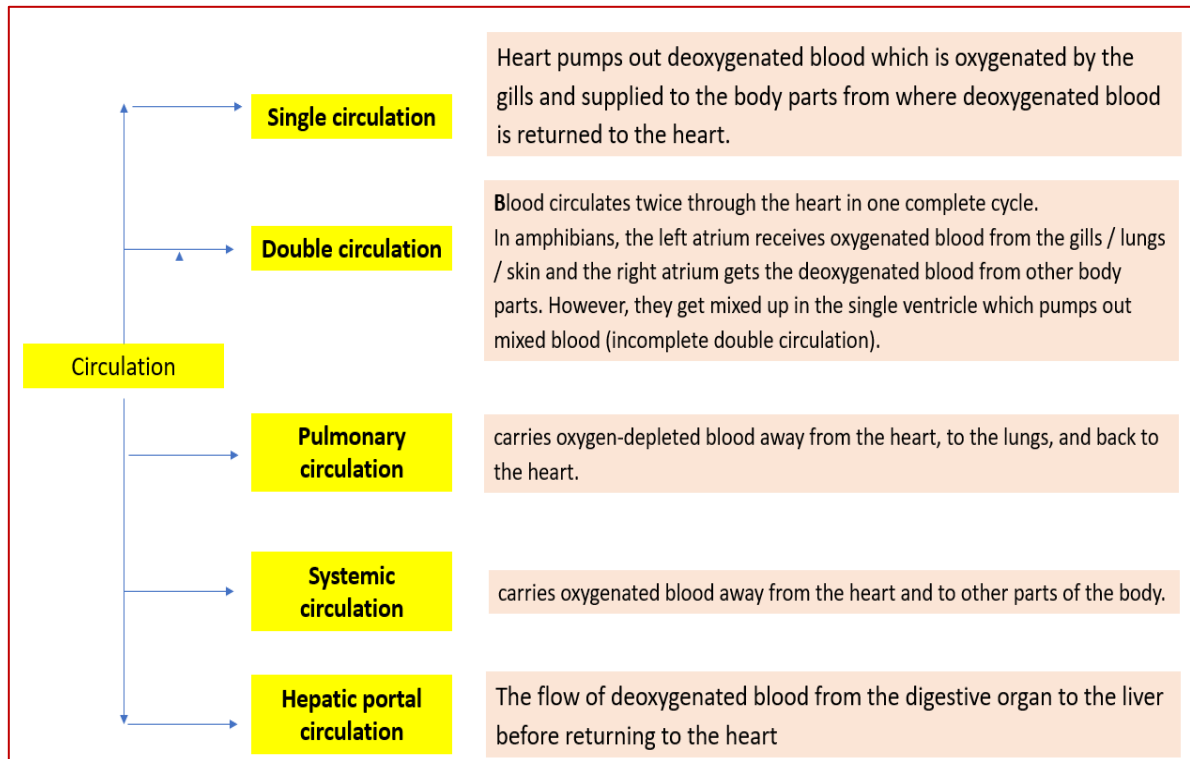 Circulation
Single circulation
Heart pumps out deoxygenated blood which is oxygenated by the
gills and supplied to the body parts from where deoxygenated blood
is returned to the heart.
Double circulation
Blood circulates twice through the heart in one complete cycle.
In amphibians, the left atrium receives oxygenated blood from the gills / lungs
/ skin and the right atrium gets the deoxygenated blood from other body
parts. However, they get mixed up in the single ventricle which pumps out
mixed blood (incomplete double circulation).
Pulmonary
circulation
carries oxygen-depleted blood away from the heart, to the lungs, and back to
the heart.
Systemic
circulation
carries oxygenated blood away from the heart and to other parts of the body.
Hepatic portal
circulation
The flow of deoxygenated blood from the digestive organ to the liver
before returning to the heart